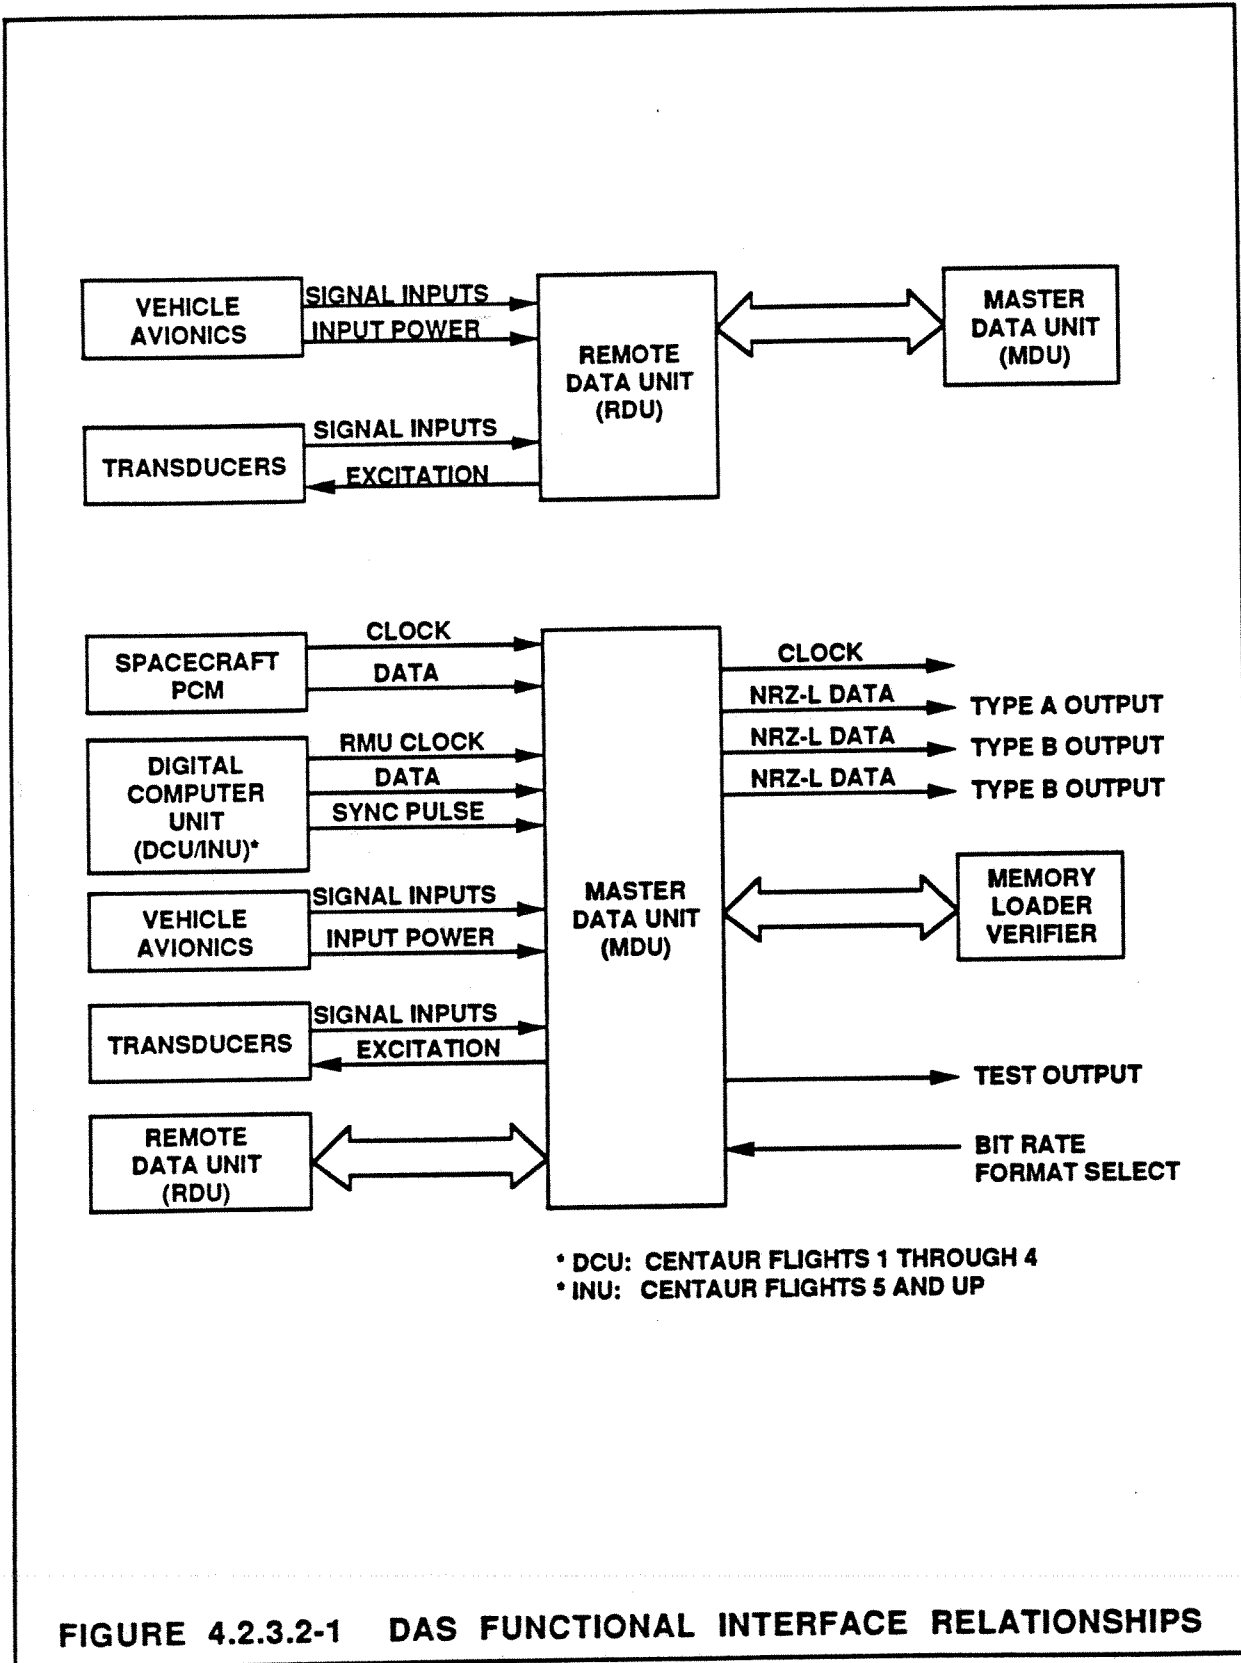 VEHICLE
AVIONICS
SIGNAL INPUTS
INPUT POWER
TRANSDUCERS
SIGNAL INPUTS
EXCITATION
REMOTE
DATA UNIT
(RDU)
MASTER
DATA UNIT
(MDU)
SPACECRAFT
PCM
CLOCK
DATA
DIGITAL
COMPUTER
UNIT
(DCU/INU)*
RMU CLOCK
DATA
SYNC PULSE
VEHICLE
AVIONICS
SIGNAL INPUTS
INPUT POWER
TRANSDUCERS
SIGNAL INPUTS
EXCITATION
REMOTE
DATA UNIT
(RDU)
MASTER
DATA UNIT
(MDU)
CLOCK
NRZ-L DATA
TYPE A OUTPUT
NRZ-L DATA
TYPE B OUTPUT
NRZ-L DATA
TYPE B OUTPUT
MEMORY
LOADER
VERIFIER
TEST OUTPUT
BIT RATE
FORMAT SELECT
* DCU: CENTAUR FLIGHTS 1 THROUGH 4
* INU: CENTAUR FLIGHTS 5 AND UP
FIGURE 4.2.3.2-1 DAS FUNCTIONAL INTERFACE RELATIONSHIPS